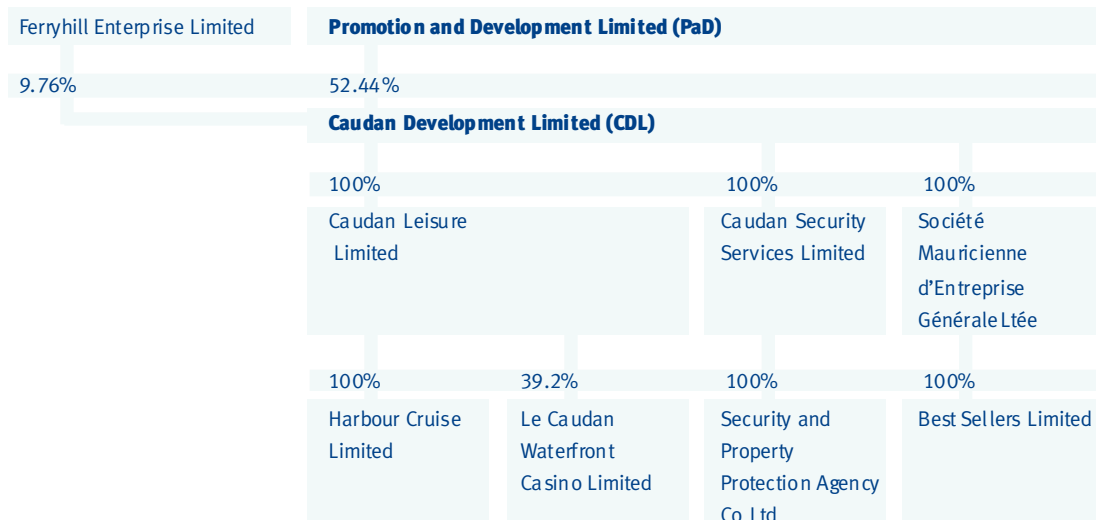 Ferryhill Enterprise Limited
Promotion and Development Limited (PaD)
9.76%
52.44%
Caudan Development Limited (CDL)
100%
100%
100%
Caudan Leisure
Limited
Caudan Security
Services Limited
Société
Mauricienne
d'Entreprise
Générale Ltée
100%
39.2%
100%
100%
Harbour Cruise
Limited
Le Caudan
Waterfront
Casino Limited
Security and
Property
Protection Agency
Co Ltd
Best Sellers Limited